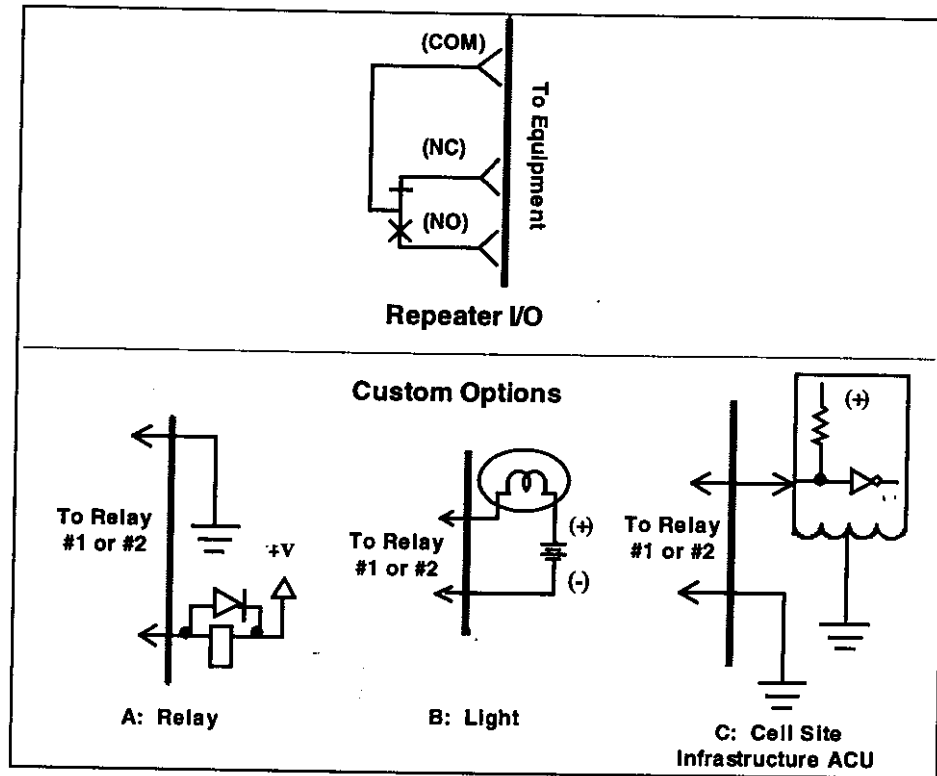 (COM)
To Equipment
(NC)
(NO)
Repeater I/O
Custom Options
To Relay
#1 or #2
+V
A: Relay
To Relay
#1 or #2
(+)
(-)
B: Light
To Relay
#1 or #2
(+)
C: Cell Site
Infrastructure ACU